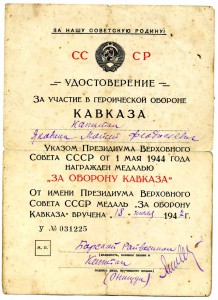 ЗА НАШУ СОВЕТСКУЮ РОДИНУ!
СС СР
УДОСТОВЕРЕНИЕ
ЗА УЧАСТИЕ В ГЕРОИЧЕСКОЙ ОБОРОНЕ
КАВКАЗА
Капитан
УКАЗОМ ПРЕЗИДИУМА ВЕРХОВНОГО
СОВЕТА СССР ОТ 1 МАЯ 1944 ГОДА
НАГРАЖДЕН МЕДАЛЬЮ
"ЗА ОБОРОНУ КАВКАЗА"
ОТ ИМЕНИ ПРЕЗИДИУМА ВЕРХОВНОГО
СОВЕТА СССР МЕДАЛЬ „ЗА ОБОРОНУ
КАВКАЗА" ВРУЧЕНА „18
У № 031225
М. П.